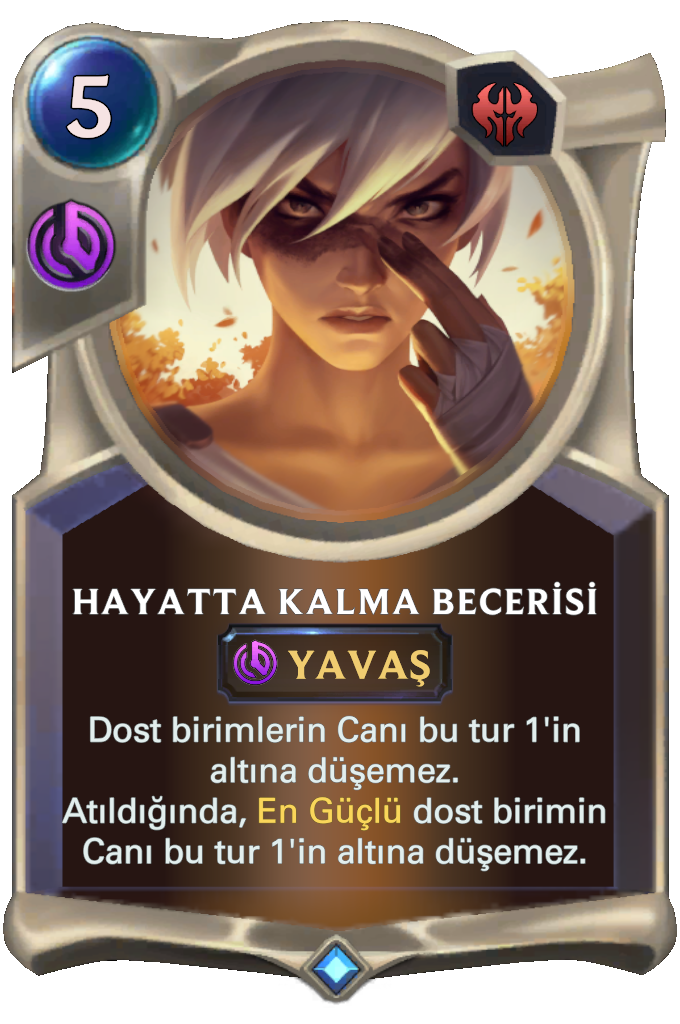 5
HAYATTA KALMA BECERİSİ
YAVAŞ
Dost birimlerin Canı bu tur 1'in
altına düşemez.
Atıldığında, En Güçlü dost birimin
Canı bu tur 1'in altına düşemez.